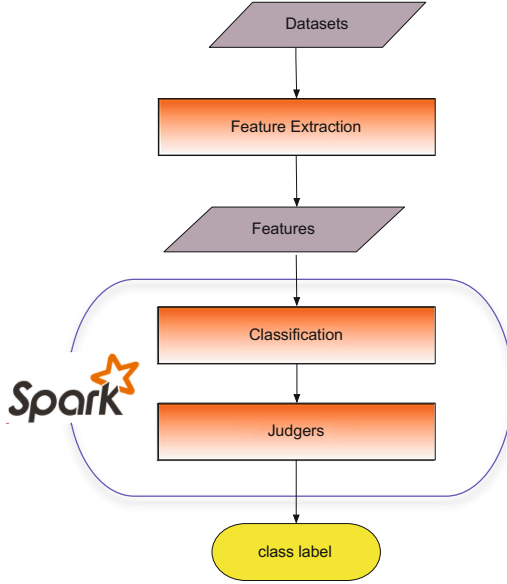 Datasets
Feature Extraction
Features
Classification
Spark
Judgers
class label